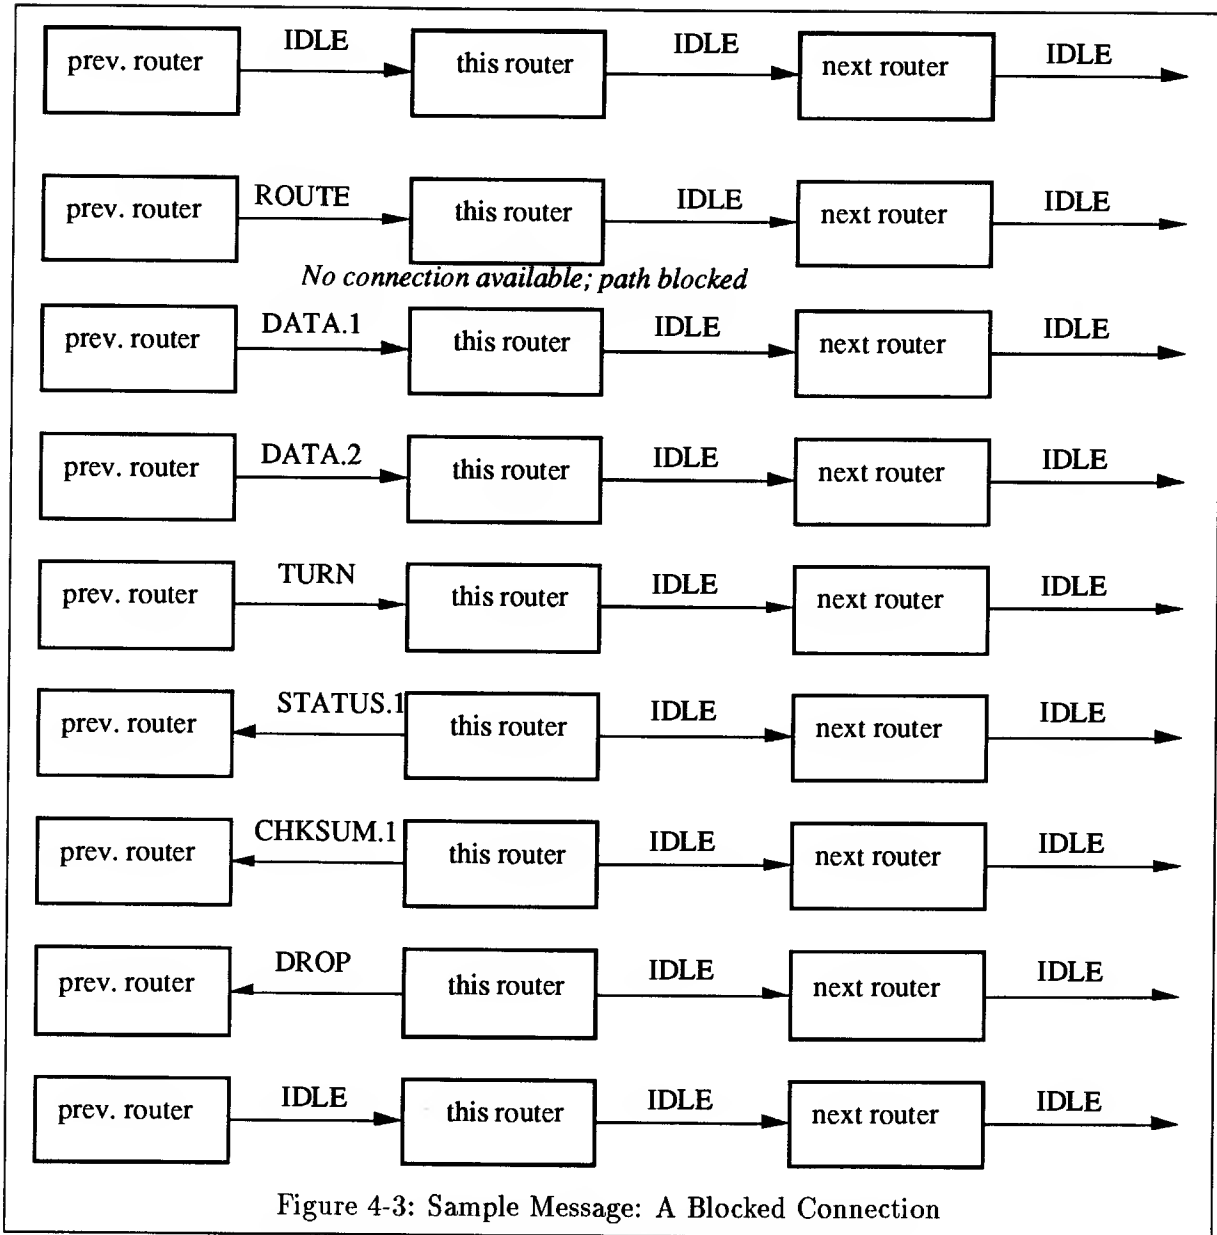 IDLE IDLE IDLE
prev. router this router next router
ROUTE IDLE IDLE
prev. router this router next router
No connection available; path blocked
DATA.1 IDLE IDLE
prev. router this router next router
DATA.2 IDLE IDLE
prev. router this router next router
TURN IDLE IDLE
prev. router this router next router
STATUS.1 IDLE IDLE
prev. router this router next router
CHKSUM.1 IDLE IDLE
prev. router this router next router
DROP IDLE IDLE
prev. router this router next router
IDLE IDLE IDLE
prev. router this router next router
Figure 4-3: Sample Message: A Blocked Connection